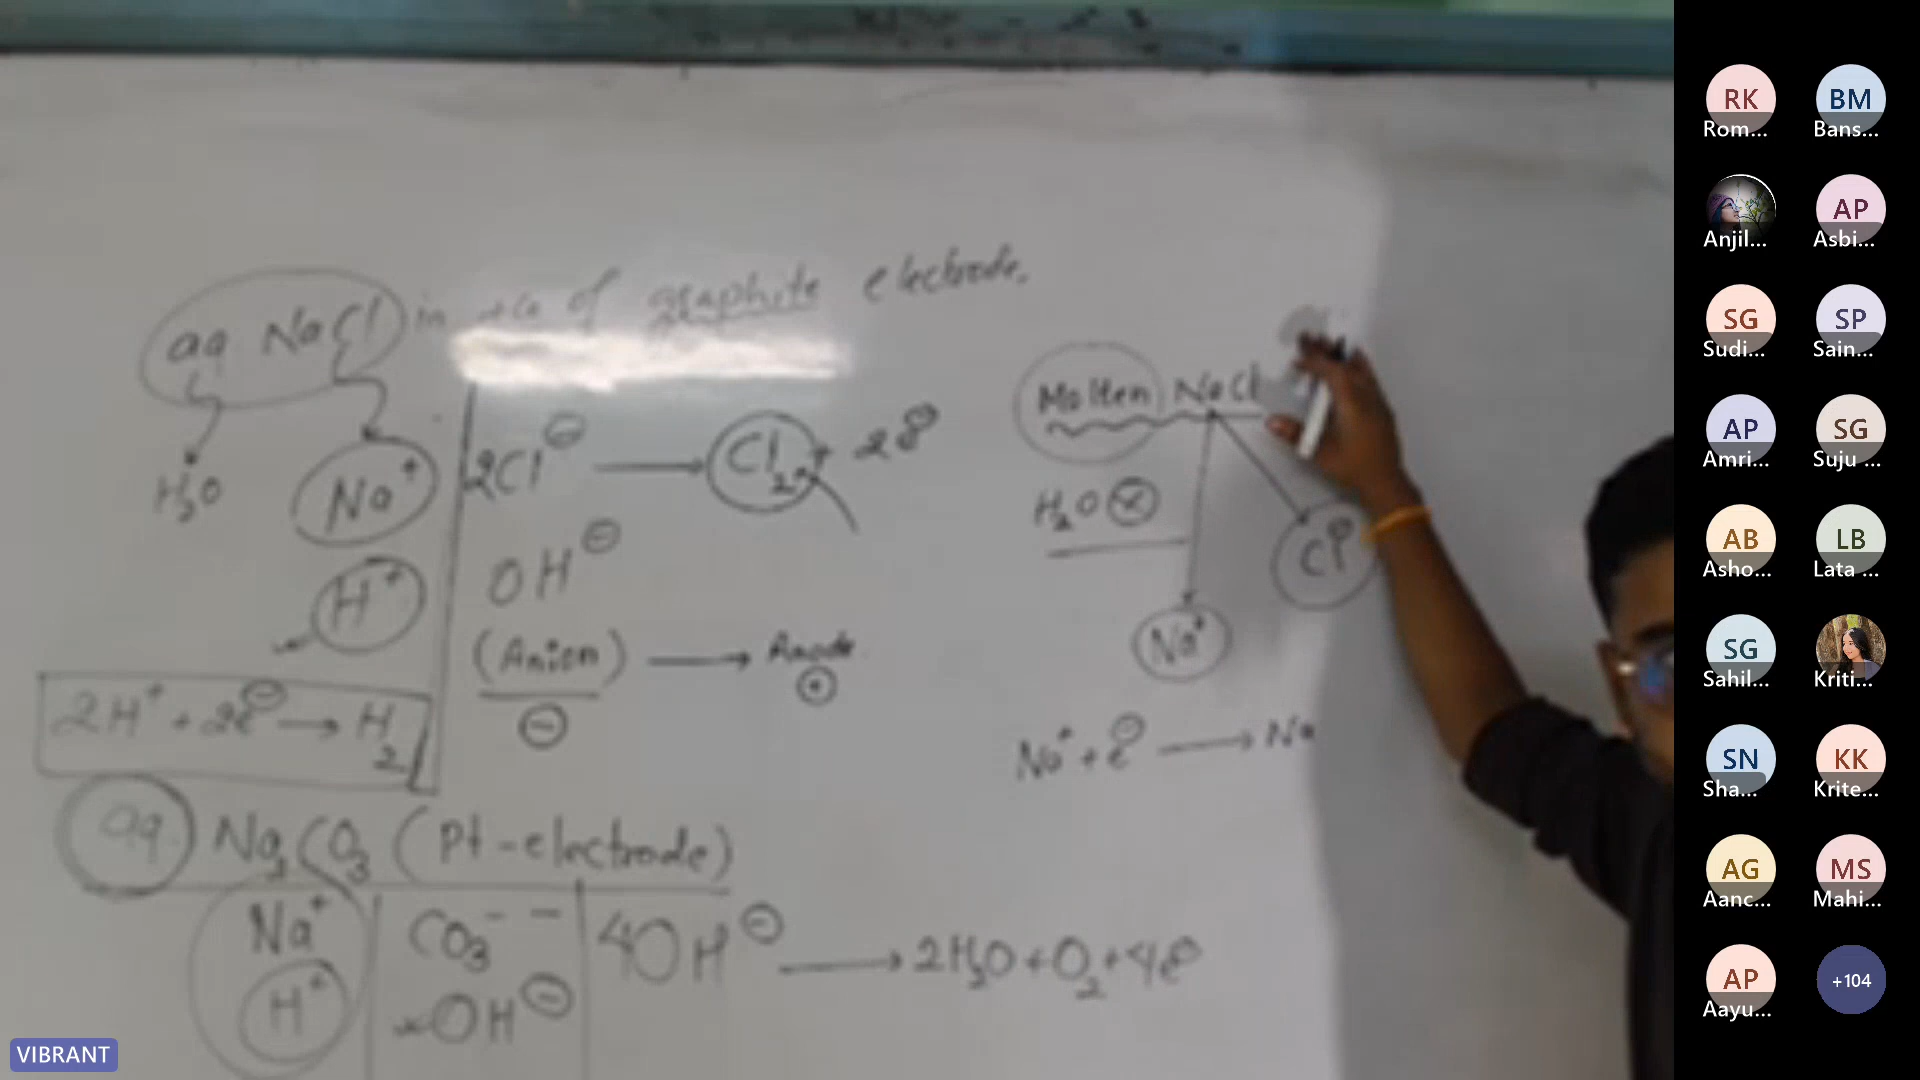 aq NaCl in use of graphite electrode.
H₂O
Na⁺
H⁺
2H⁺ + 2e⊖ → H₂
2Cl⊖ → Cl₂ + 2e⊖
OH⊖
(Anion) → Anode
⊖ ⊕
Molten NaCl
H₂O ⊗
Na⁺
Cl⊖
Na⁺ + e⊖ → Na
aq. Na₂CO₃ (Pt-electrode)
Na⁺
H⁺
CO₃⁻⁻
OH⊖
4OH⊖ → 2H₂O + O₂ + 4e⊖
VIBRANT
RK BM
Rom... Bans...
AP
Anjil... Asbi...
SG SP
Sudi... Sain...
AP SG
Amri... Suju ...
AB LB
Asho... Lata ...
SG
Sahil... Kriti...
SN KK
Sha... Krite...
AG MS
Aanc... Mahi...
AP +104
Aayu...